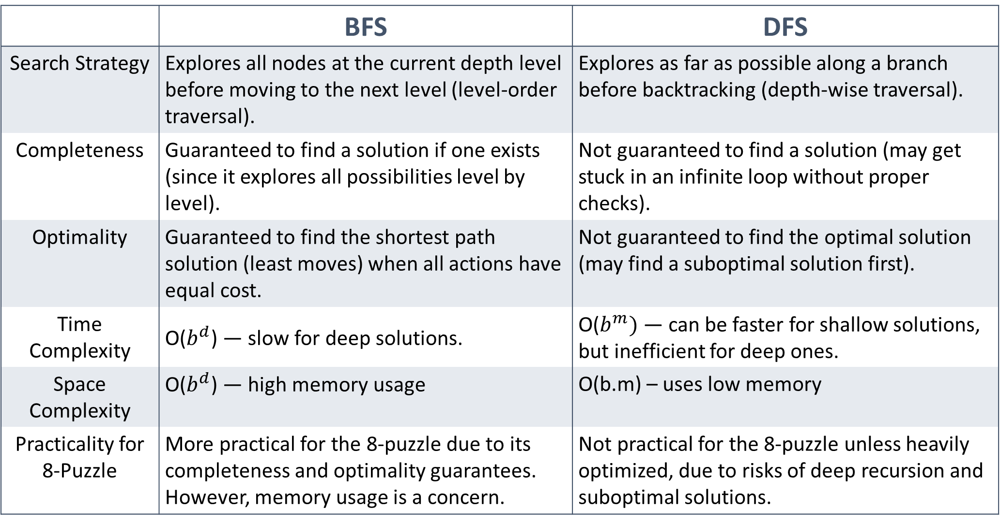 BFS
DFS
Search Strategy
Explores all nodes at the current depth level
before moving to the next level (level-order
traversal).
Explores as far as possible along a branch
before backtracking (depth-wise traversal).
Completeness
Guaranteed to find a solution if one exists
(since it explores all possibilities level by
level).
Not guaranteed to find a solution (may get
stuck in an infinite loop without proper
checks).
Optimality
Guaranteed to find the shortest path
solution (least moves) when all actions have
equal cost.
Not guaranteed to find the optimal solution
(may find a suboptimal solution first).
Time
Complexity
O(𝑏^𝑑) — slow for deep solutions.
O(𝑏^𝑚) — can be faster for shallow solutions,
but inefficient for deep ones.
Space
Complexity
O(𝑏^𝑑) — high memory usage
O(b.m) – uses low memory
Practicality for
8-Puzzle
More practical for the 8-puzzle due to its
completeness and optimality guarantees.
However, memory usage is a concern.
Not practical for the 8-puzzle unless heavily
optimized, due to risks of deep recursion and
suboptimal solutions.